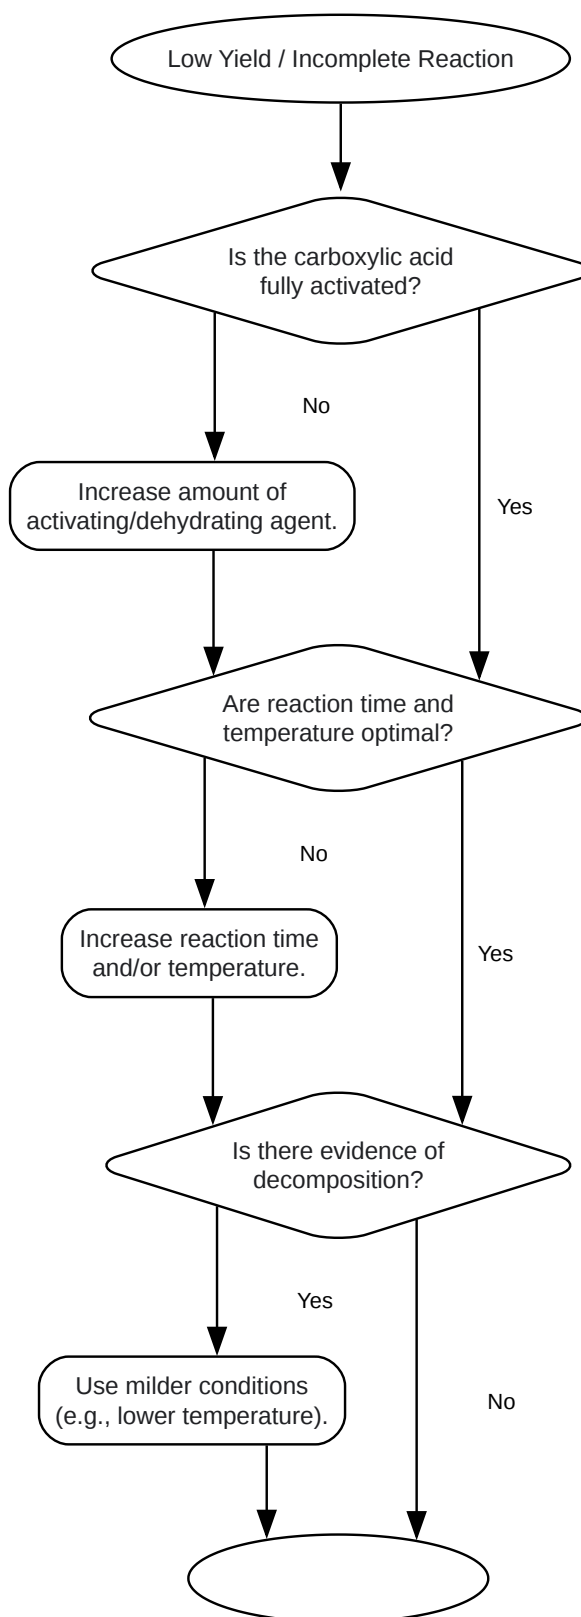 Low Yield / Incomplete Reaction
Is the carboxylic acid
fully activated?
No
Increase amount of
activating/dehydrating agent.
Yes
Are reaction time and
temperature optimal?
No
Increase reaction time
and/or temperature.
Yes
Is there evidence of
decomposition?
Yes
Use milder conditions
(e.g., lower temperature).
No